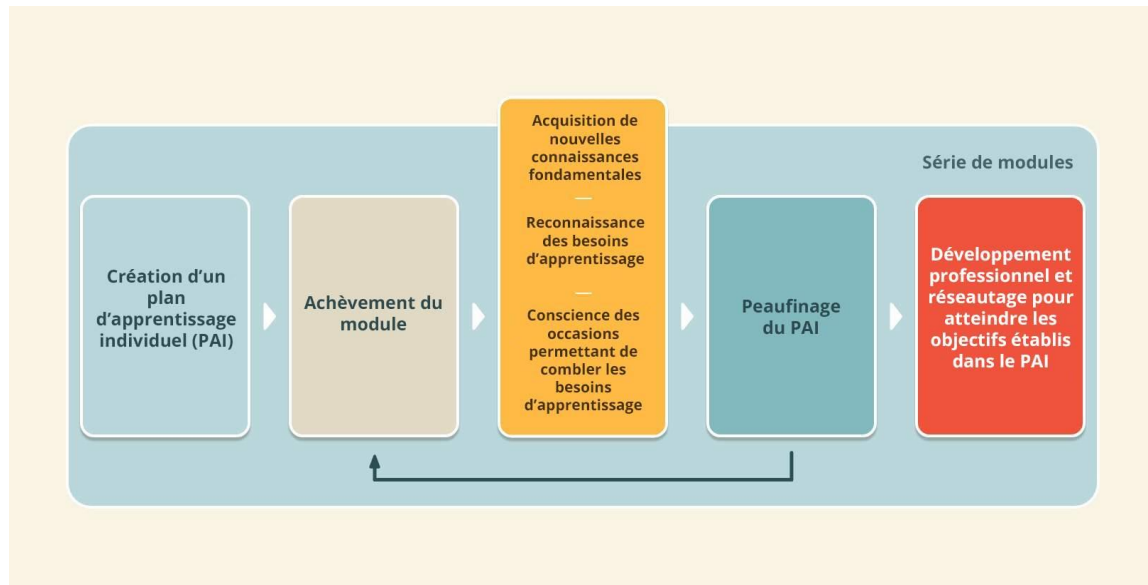 Série de modules
Création d’un
plan
d’apprentissage
individuel (PAI)
Achèvement du
module
Acquisition de
nouvelles
connaissances
fondamentales
—
Reconnaissance
des besoins
d’apprentissage
—
Conscience des
occasions
permettant de
combler les
besoins
d’apprentissage
Peaufinage
du PAI
Développement
professionnel et
réseautage pour
atteindre les
objectifs établis
dans le PAI